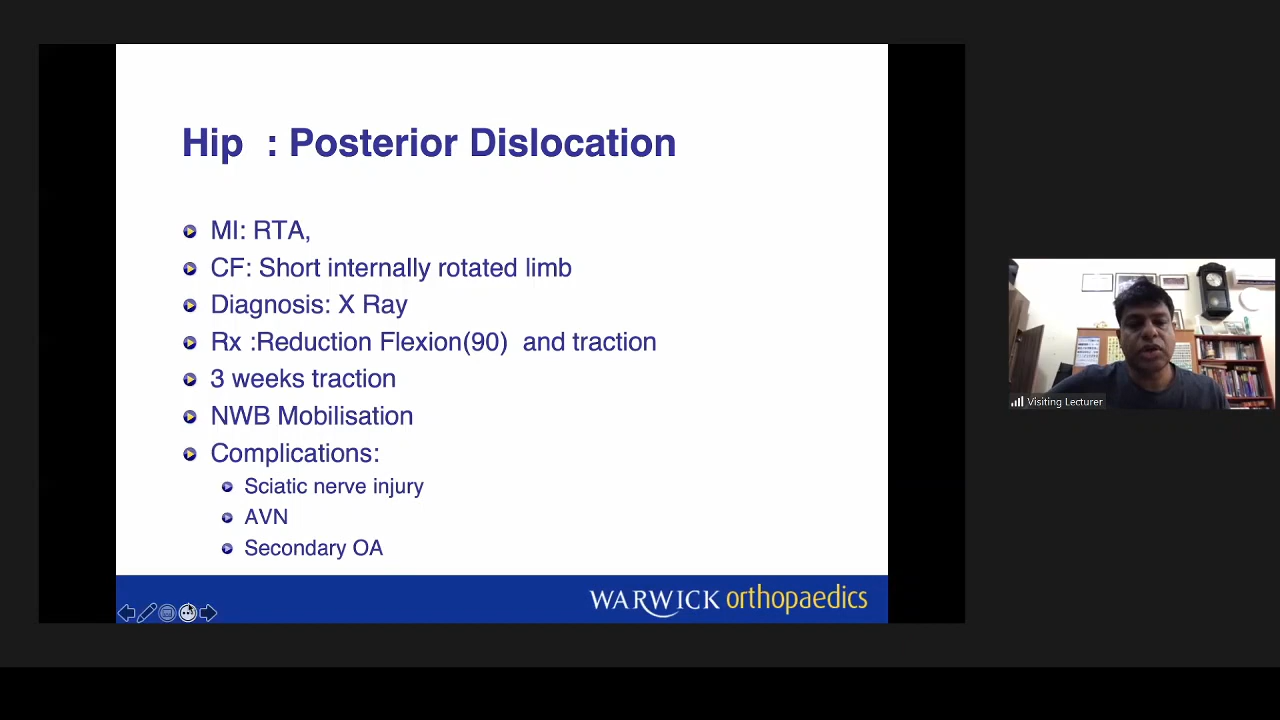 Hip : Posterior Dislocation
MI: RTA,
CF: Short internally rotated limb
Diagnosis: X Ray
Rx :Reduction Flexion(90) and traction
3 weeks traction
NWB Mobilisation
Complications:
Sciatic nerve injury
AVN
Secondary OA
WARWICK orthopaedics
Visiting Lecturer